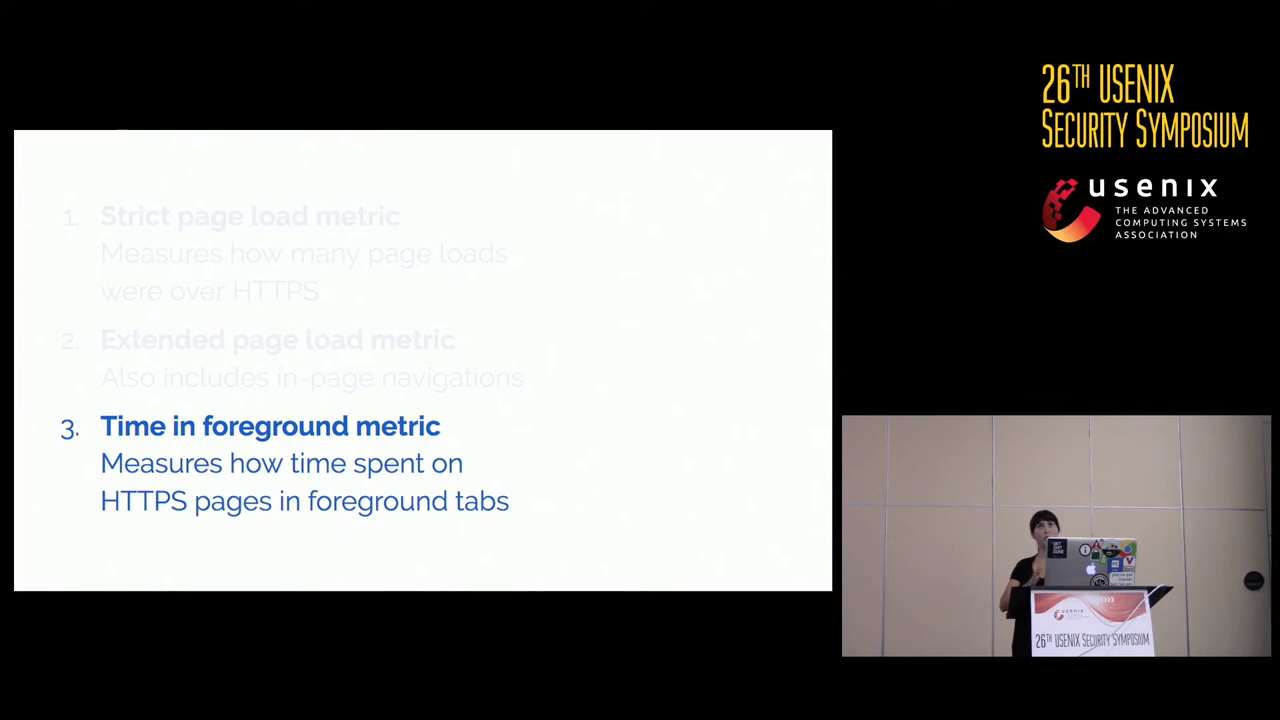 26TH USENIX
SECURITY SYMPOSIUM
usenix
THE ADVANCED
COMPUTING SYSTEMS
ASSOCIATION
1. Strict page load metric
Measures how many page loads
were over HTTPS
2. Extended page load metric
Also includes in-page navigations
3. Time in foreground metric
Measures how time spent on
HTTPS pages in foreground tabs
usenix
26TH USENIX SECURITY SYMPOSIUM